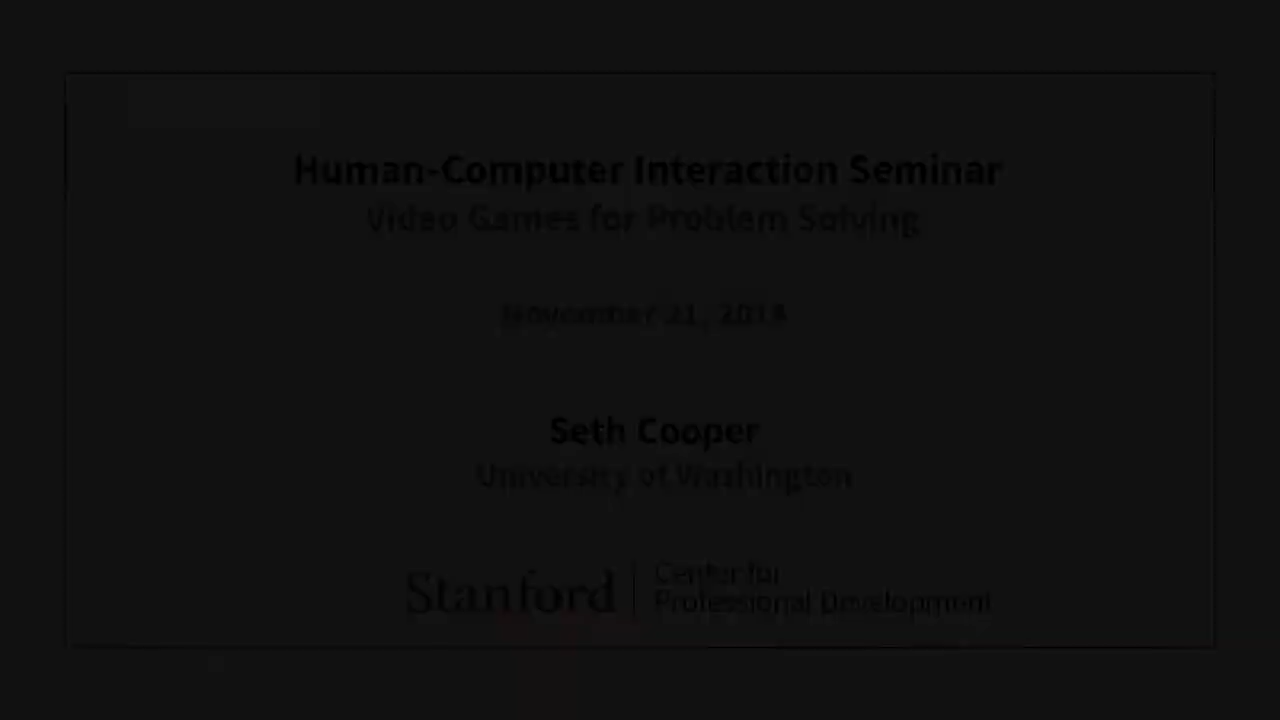 Human-Computer Interaction Seminar
Video Games for Problem Solving
November 21, 2014
Seth Cooper
University of Washington
Stanford
Center for
Professional Development